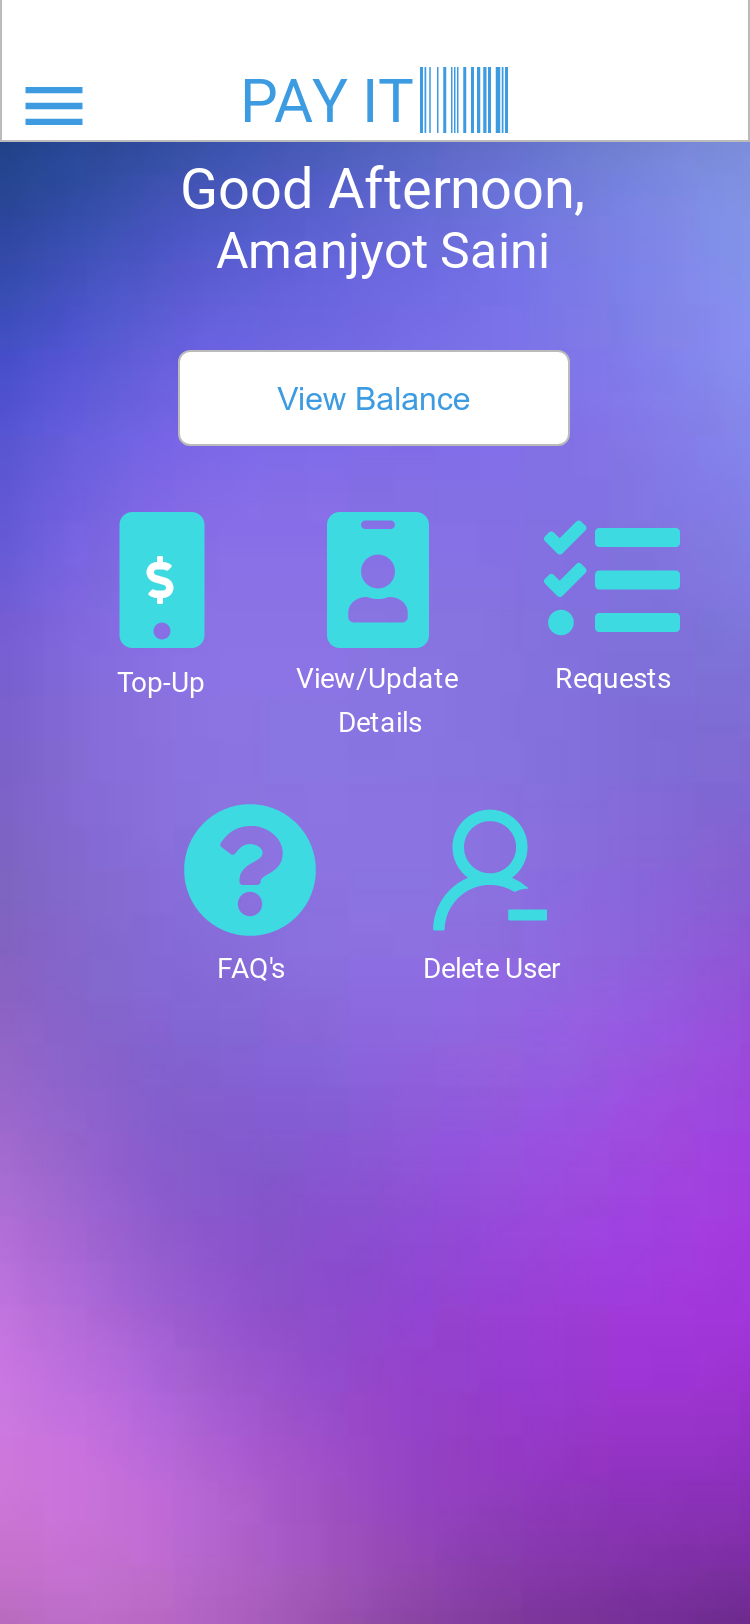 PAY IT
Good Afternoon,
Amanjyot Saini
View Balance
$
Top-Up
View/Update
Details
Requests
?
FAQ's
Delete User